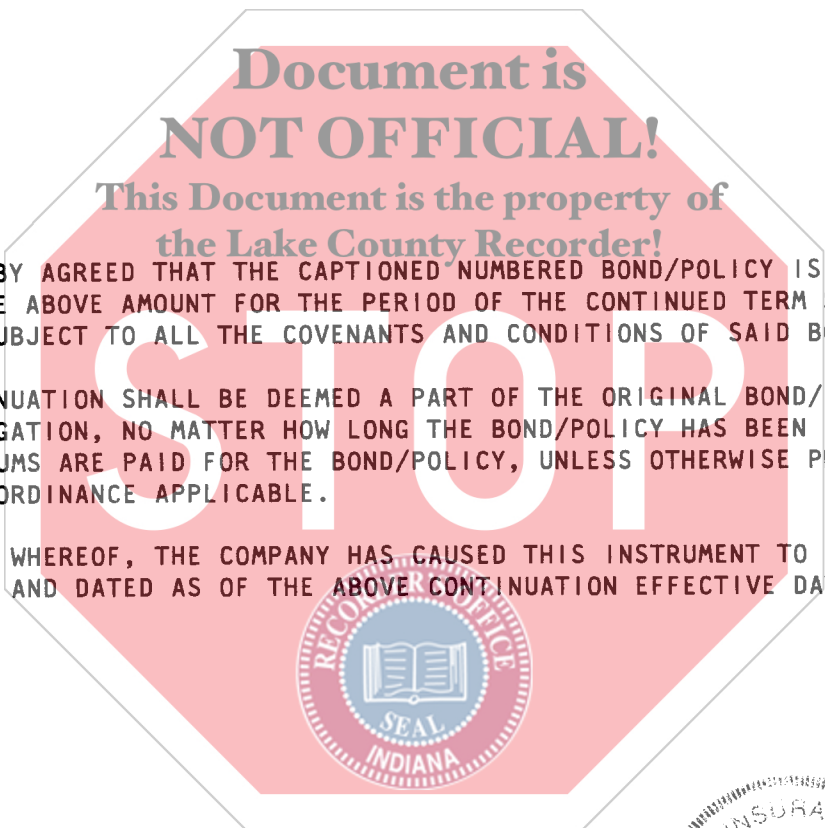 Document is
NOT OFFICIAL!
This Document is the property of
the Lake County Recorder!
BY AGREED THAT THE CAPTIONED NUMBERED BOND/POLICY IS
E ABOVE AMOUNT FOR THE PERIOD OF THE CONTINUED TERM
UBJECT TO ALL THE COVENANTS AND CONDITIONS OF SAID B
NUATION SHALL BE DEEMED A PART OF THE ORIGINAL BOND/
GATION, NO MATTER HOW LONG THE BOND/POLICY HAS BEEN
UMS ARE PAID FOR THE BOND/POLICY, UNLESS OTHERWISE P
ORDINANCE APPLICABLE.
STOP
WHEREOF, THE COMPANY HAS CAUSED THIS INSTRUMENT TO
AND DATED AS OF THE ABOVE CONTINUATION EFFECTIVE DA
RECORDER'S OFFICE
SEAL
INDIANA
INSURA